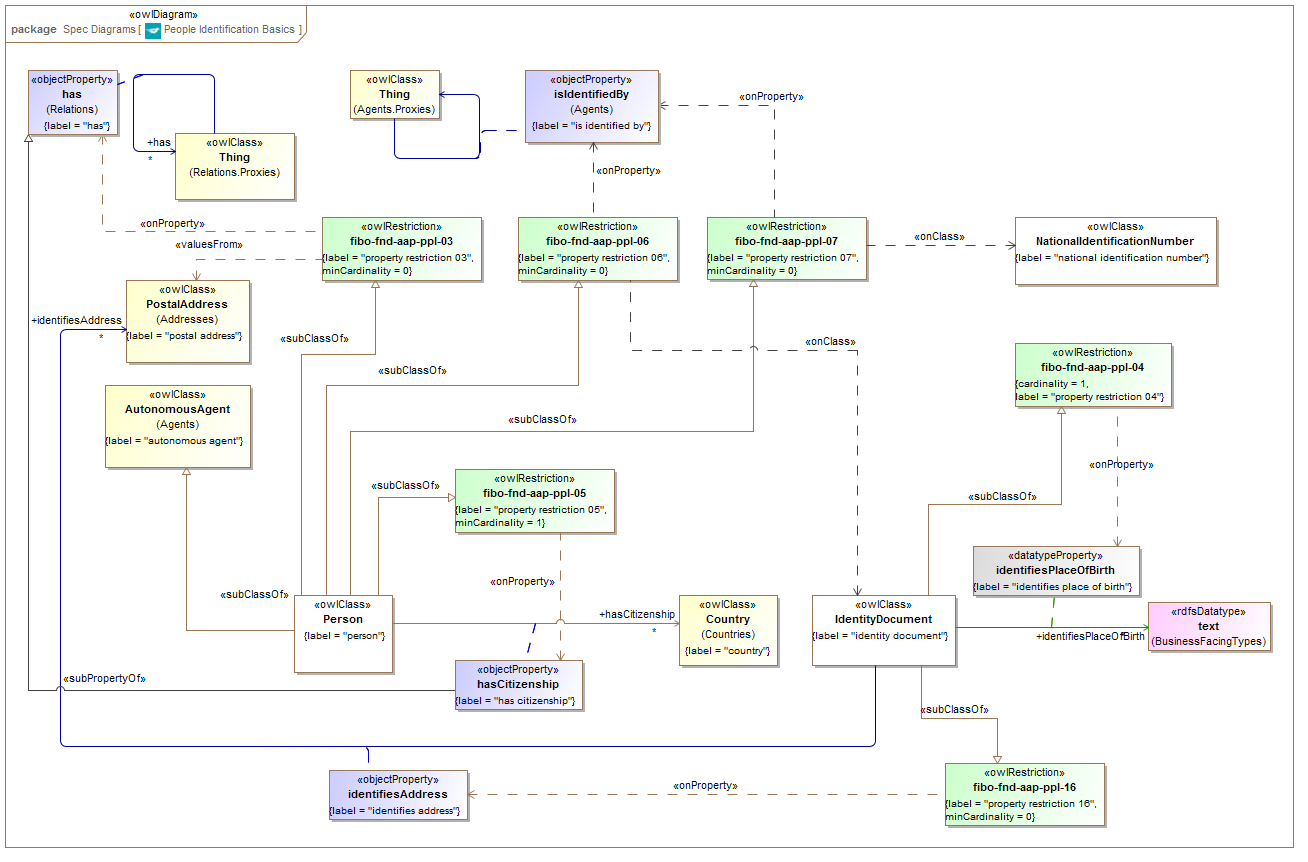 «owlDiagram»
package Spec Diagrams [ People Identification Basics ]
«objectProperty»
has
(Relations)
{label = "has"}
+has
*
«owlClass»
Thing
(Relations.Proxies)
«owlClass»
Thing
(Agents.Proxies)
«objectProperty»
isIdentifiedBy
(Agents)
{label = "is identified by"}
«onProperty»
«onProperty»
«onProperty»
«valuesFrom»
«owlRestriction»
fibo-fnd-aap-ppl-03
{label = "property restriction 03",
minCardinality = 0}
«owlRestriction»
fibo-fnd-aap-ppl-06
{label = "property restriction 06",
minCardinality = 0}
«owlRestriction»
fibo-fnd-aap-ppl-07
{label = "property restriction 07",
minCardinality = 0}
«onClass»
«owlClass»
NationalIdentificationNumber
{label = "national identification number"}
«owlClass»
PostalAddress
(Addresses)
{label = "postal address"}
+identifiesAddress
*
«subClassOf»
«subClassOf»
«subClassOf»
«onClass»
«owlRestriction»
fibo-fnd-aap-ppl-04
{cardinality = 1,
label = "property restriction 04"}
«owlClass»
AutonomousAgent
(Agents)
{label = "autonomous agent"}
«subClassOf»
«owlRestriction»
fibo-fnd-aap-ppl-05
{label = "property restriction 05",
minCardinality = 1}
«onProperty»
«subClassOf»
«onProperty»
«datatypeProperty»
identifiesPlaceOfBirth
{label = "identifies place of birth"}
«subClassOf»
«owlClass»
Person
{label = "person"}
+hasCitizenship
*
«owlClass»
Country
(Countries)
{label = "country"}
«owlClass»
IdentityDocument
{label = "identity document"}
+identifiesPlaceOfBirth
«rdfsDatatype»
text
(BusinessFacingTypes)
«subPropertyOf»
«objectProperty»
hasCitizenship
{label = "has citizenship"}
«subClassOf»
«objectProperty»
identifiesAddress
{label = "identifies address"}
«onProperty»
«owlRestriction»
fibo-fnd-aap-ppl-16
{label = "property restriction 16",
minCardinality = 0}